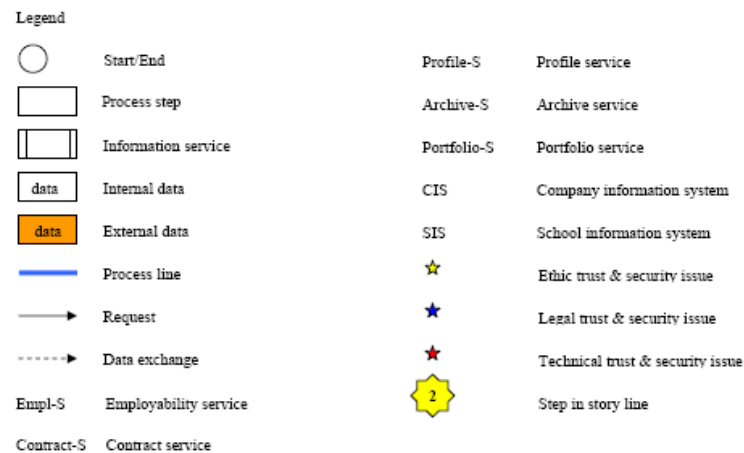 Legend
Start/End
Process step
Information service
data Internal data
data External data
Process line
Request
Data exchange
Empl-S Employability service
Contract-S Contract service
Profile-S Profile service
Archive-S Archive service
Portfolio-S Portfolio service
CIS Company information system
SIS School information system
Ethic trust & security issue
Legal trust & security issue
Technical trust & security issue
2 Step in story line